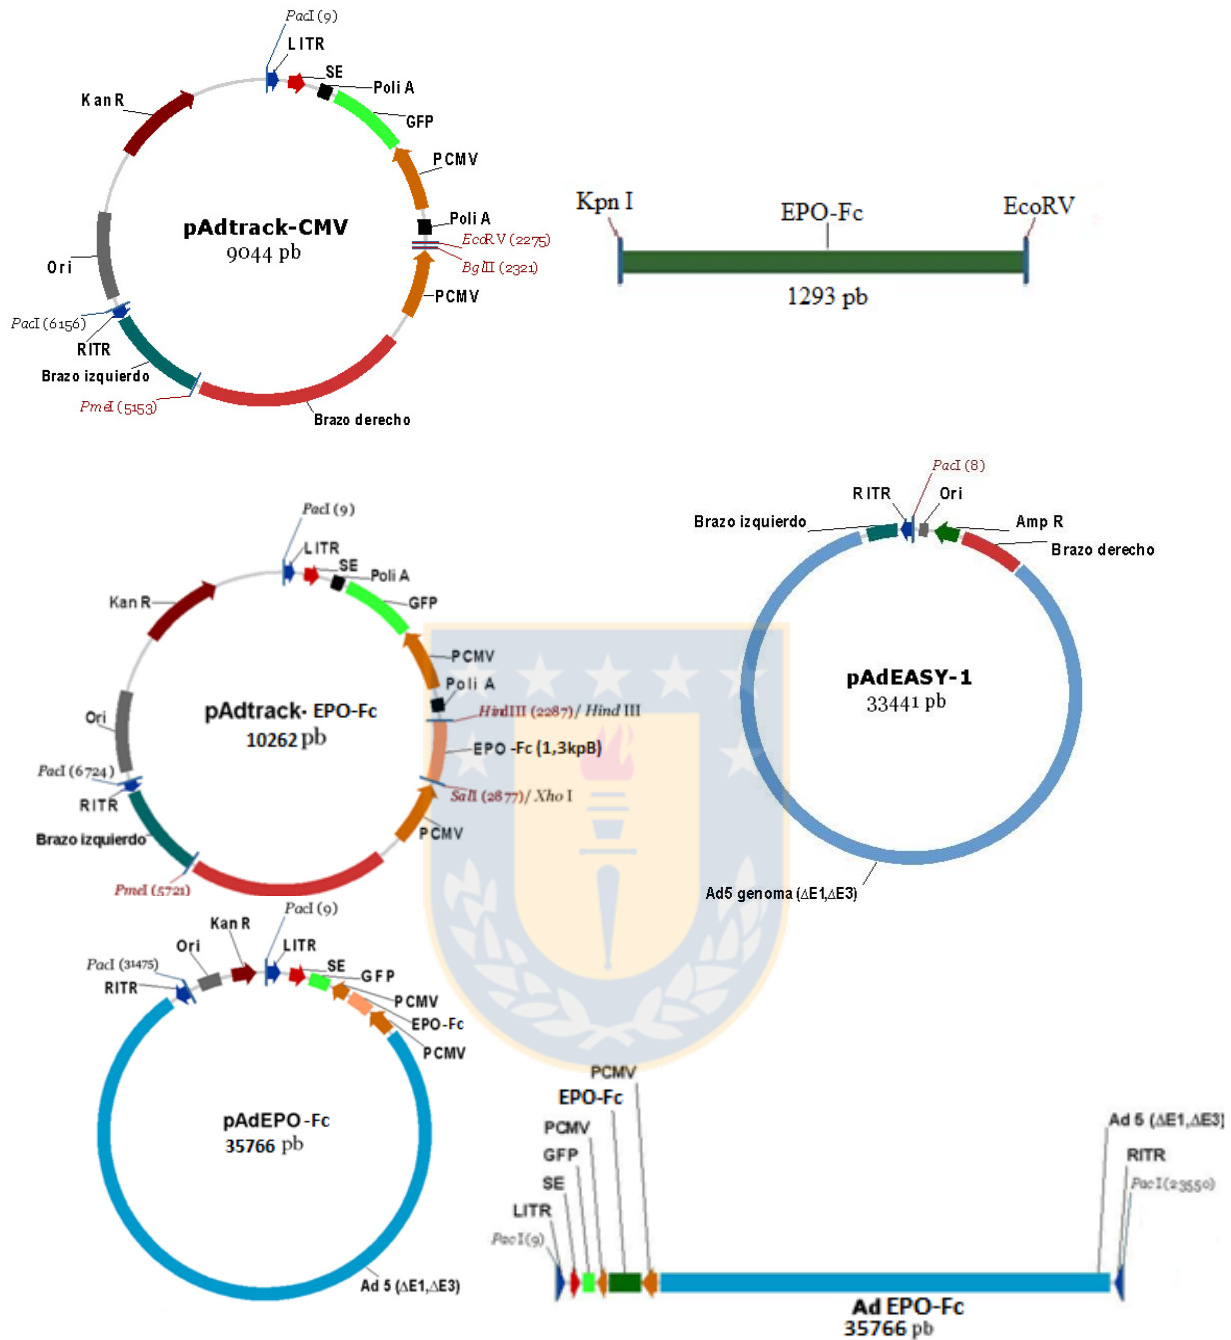 PacI (9)
LITR
SE
Poli A
GFP
PCMV
Poli A
EcoRV (2275)
BglII (2321)
PCMV
Brazo derecho
PmeI (5153)
Brazo izquierdo
RITR
PacI (6156)
Ori
Kan R
pAdtrack-CMV
9044 pb
Kpn I
EPO-Fc
EcoRV
1293 pb
PacI (9)
LITR
SE
Poli A
GFP
PCMV
Poli A
HindIII (2287)/ Hind III
EPO -Fc (1,3kpB)
SalI (2877)/ Xho I
PCMV
PmeI (5721)
Brazo izquierdo
RITR
PacI (6724)
Ori
Kan R
pAdtrack- EPO-Fc
10262 pb
PacI (8)
RITR
Ori
Brazo izquierdo
Amp R
Brazo derecho
pAdEASY-1
33441 pb
Ad5 genoma (ΔE1,ΔE3)
PacI (9)
Kan R
Ori
LITR
PacI (31475)
SE
RITR
GFP
PCMV
EPO-Fc
PCMV
pAdEPO-Fc
35766 pb
Ad 5 (ΔE1,ΔE3)
PCMV
EPO-Fc
PCMV
GFP
SE
LITR
PacI (9)
Ad 5 (ΔE1,ΔE3)
RITR
PacI (23550)
Ad EPO-Fc
35766 pb